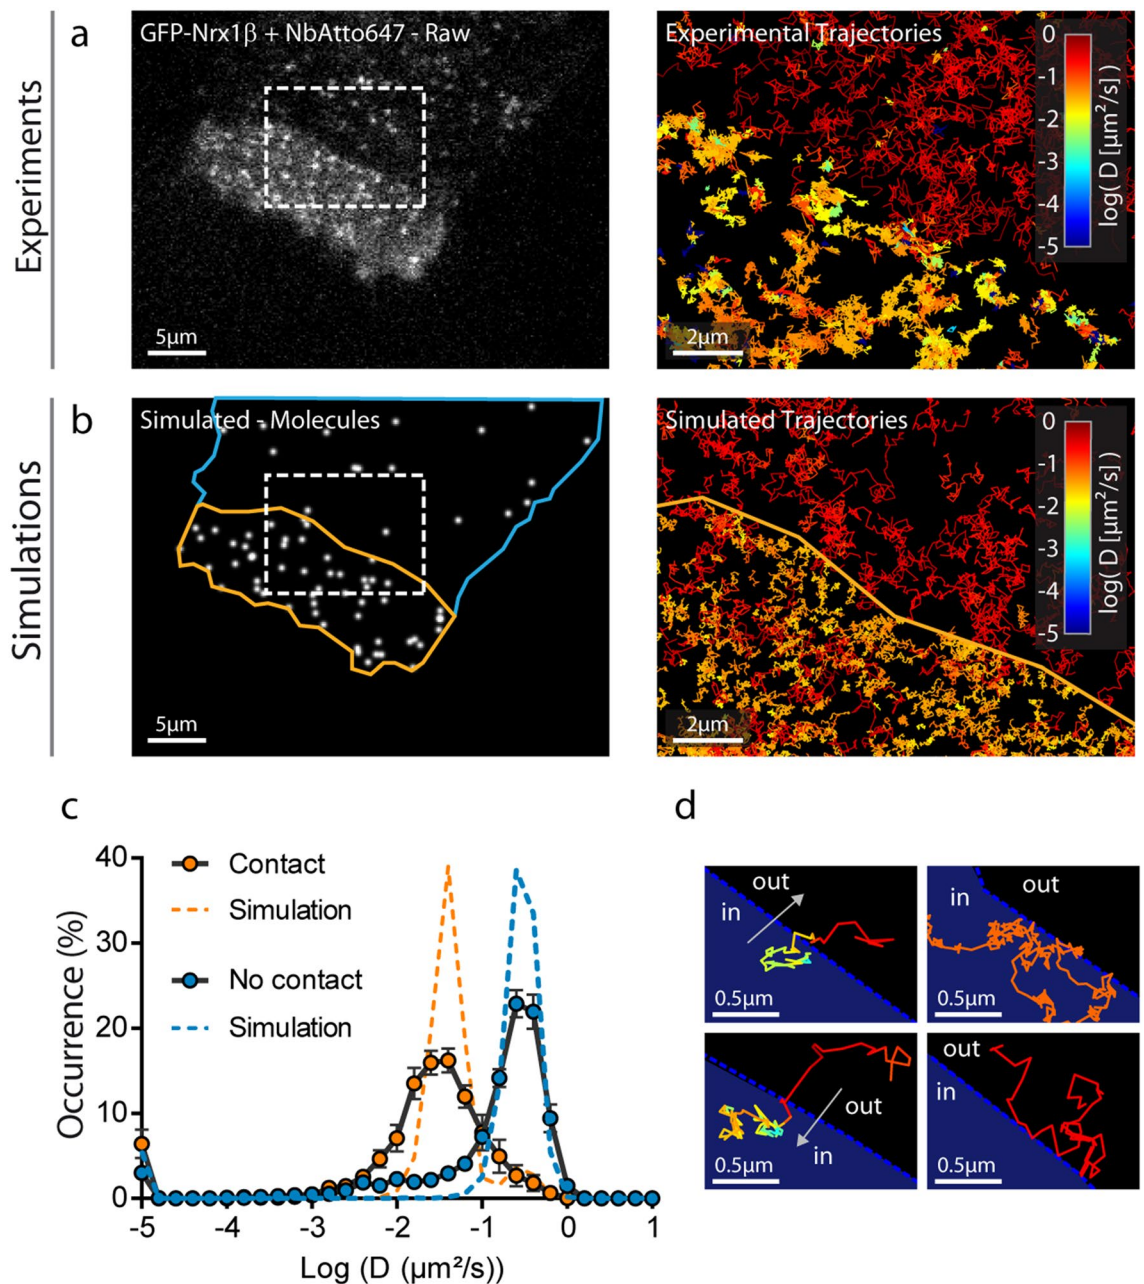 Experiments
a
GFP-Nrx1β + NbAtto647 - Raw
5µm
Experimental Trajectories
0
-1
-2
-3
-4
-5
log( D [µm²/s] )
2µm
Simulations
b
Simulated - Molecules
5µm
Simulated Trajectories
0
-1
-2
-3
-4
-5
log( D [µm²/s] )
2µm
c
Occurrence (%)
40
30
20
10
0
Contact
Simulation
No contact
Simulation
-5
-4
-3
-2
-1
0
1
Log (D (µm²/s))
d
out
in
0.5µm
out
in
0.5µm
out
in
0.5µm
out
in
0.5µm